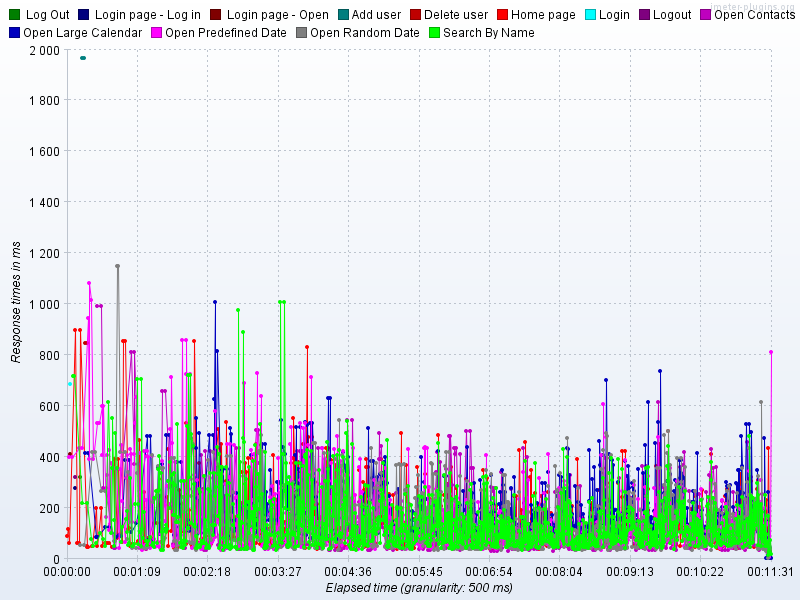 jmeter-plugins.org
Log Out Login page - Log in Login page - Open Add user Delete user Home page Login Logout Open Contacts
Open Large Calendar Open Predefined Date Open Random Date Search By Name
2 000
1 800
1 600
1 400
1 200
1 000
800
600
400
200
0
Response times in ms
00:00:00 00:01:09 00:02:18 00:03:27 00:04:36 00:05:45 00:06:54 00:08:04 00:09:13 00:10:22 00:11:31
Elapsed time (granularity: 500 ms)